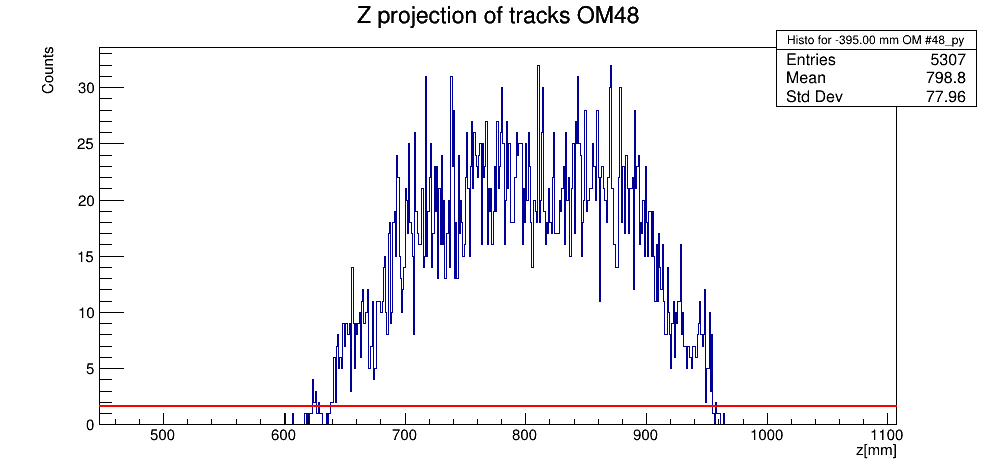 Z projection of tracks OM48
Histo for -395.00 mm OM #48_py
Entries 5307
Mean 798.8
Std Dev 77.96
Counts
30
25
20
15
10
5
0
500 600 700 800 900 1000 1100
z[mm]